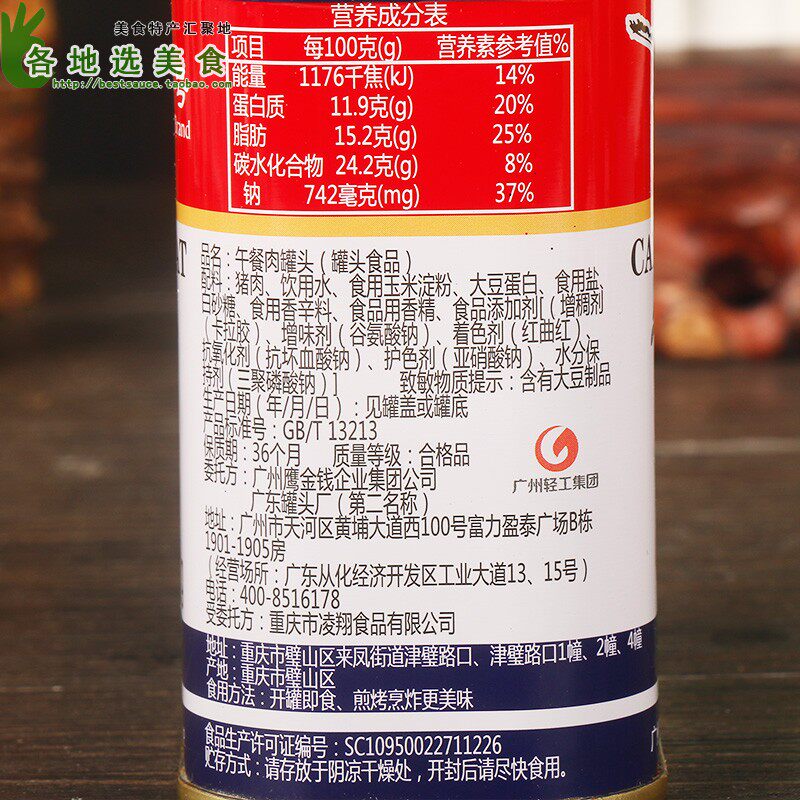 美食特产汇聚地
各地选美食
http://bestsauce.taobao.com
营养成分表
项目 每100克(g) 营养素参考值%
能量 1176千焦(kJ) 14%
蛋白质 11.9克(g) 20%
脂肪 15.2克(g) 25%
碳水化合物 24.2克(g) 8%
钠 742毫克(mg) 37%
品名：午餐肉罐头（罐头食品）
配料：猪肉、饮用水、食用玉米淀粉、大豆蛋白、食用盐、
白砂糖、食用香辛料、食品用香精、食品添加剂[（增稠剂
（卡拉胶）、增味剂（谷氨酸钠）、着色剂（红曲红）、
抗氧化剂（抗坏血酸钠）、护色剂（亚硝酸钠）、水分保
持剂（三聚磷酸钠）] 致敏物质提示：含有大豆制品
生产日期（年/月/日）：见罐盖或罐底
产品标准号：GB/T 13213
保质期：36个月 质量等级：合格品
委托方：广州鹰金钱企业集团公司
广东罐头厂（第二名称）
广州轻工集团
地址：广州市天河区黄埔大道西100号富力盈泰广场B栋
1901-1905房
（经营场所：广东从化经济开发区工业大道13、15号）
电话：400-8516178
受委托方：重庆市凌翔食品有限公司
地址：重庆市璧山区来凤街道津璧路口、津璧路口1幢、2幢、4幢
产地：重庆市璧山区
食用方法：开罐即食、煎烤烹炸更美味
食品生产许可证编号：SC10950022711226
贮存方式：请存放于阴凉干燥处，开封后请尽快食用。